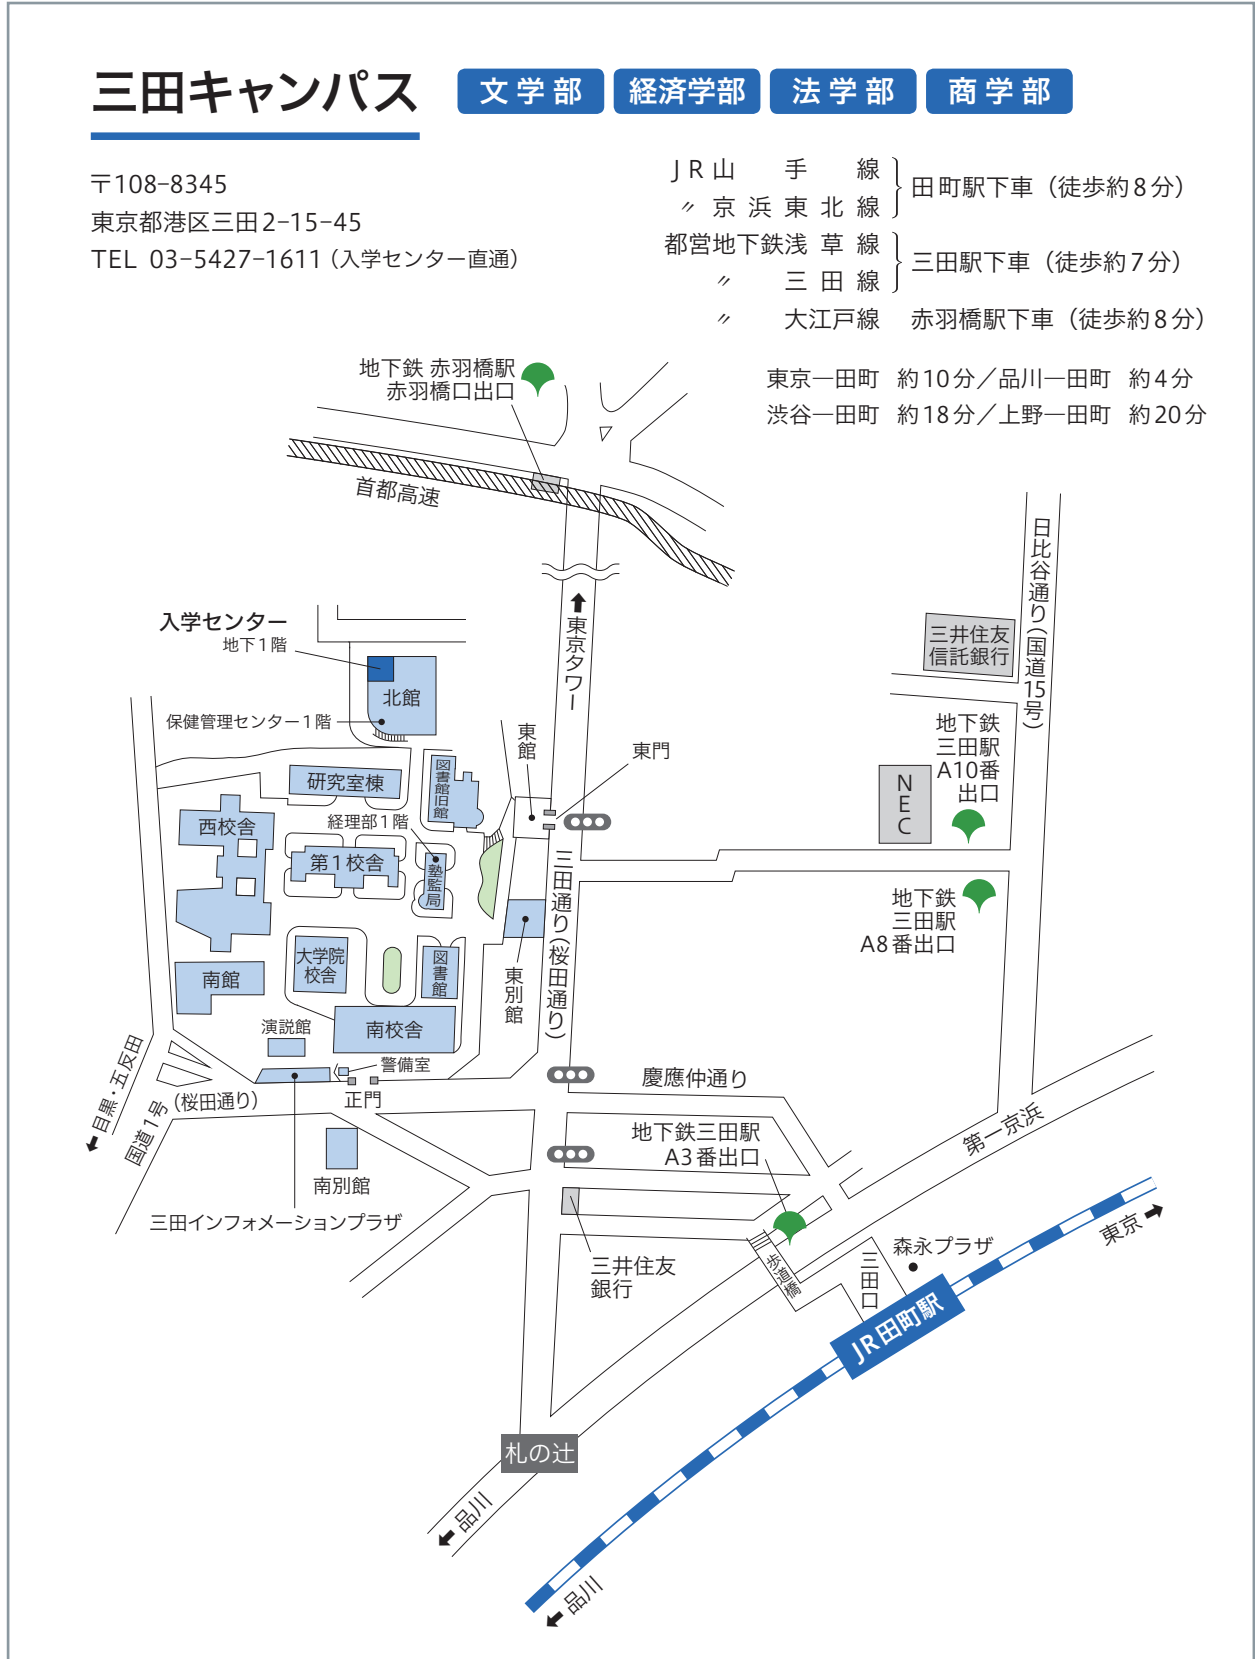 三田キャンパス
文学部 経済学部 法学部 商学部
〒108-8345
東京都港区三田2-15-45
TEL 03-5427-1611（入学センター直通）
JR山手線
〃 京浜東北線
田町駅下車（徒歩約8分）
都営地下鉄浅草線
〃 三田線
三田駅下車（徒歩約7分）
〃 大江戸線 赤羽橋駅下車（徒歩約8分）
東京―田町 約10分／品川―田町 約4分
渋谷―田町 約18分／上野―田町 約20分
地下鉄 赤羽橋駅
赤羽橋口出口
首都高速
日比谷通り（国道15号）
東京タワー
入学センター
地下1階
北館
保健管理センター1階
三井住友
信託銀行
地下鉄
三田駅
A10番
出口
NEC
東館
東門
図書館旧館
研究室棟
経理部1階
西校舎
第1校舎
塾監局
三田通り（桜田通り）
地下鉄
三田駅
A8番出口
大学院
校舎
図書館
南館
東別館
演説館
南校舎
警備室
正門
目黒・五反田
国道1号
（桜田通り）
慶應仲通り
第一京浜
地下鉄三田駅
A3番出口
南別館
三田インフォメーションプラザ
三井住友
銀行
歩道橋
三田口
森永プラザ
東京
JR田町駅
札の辻
品川
品川